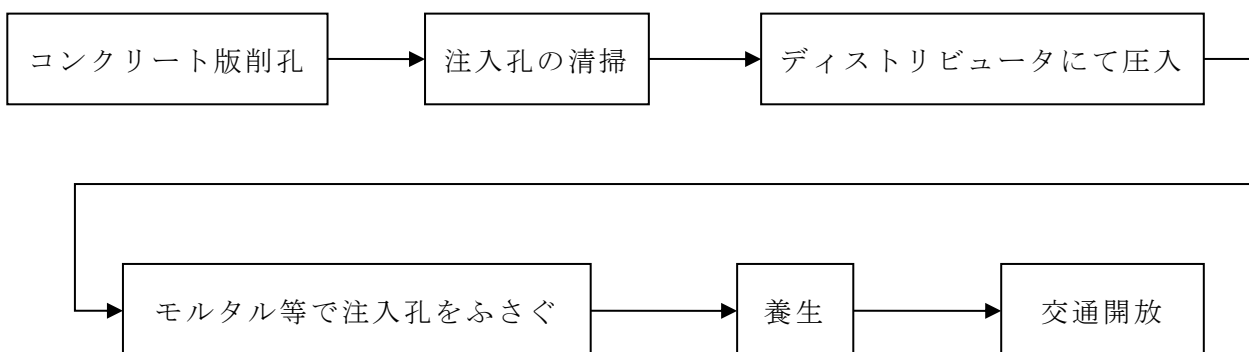 コンクリート版削孔
注入孔の清掃
ディストリビュータにて圧入
モルタル等で注入孔をふさぐ
養生
交通開放